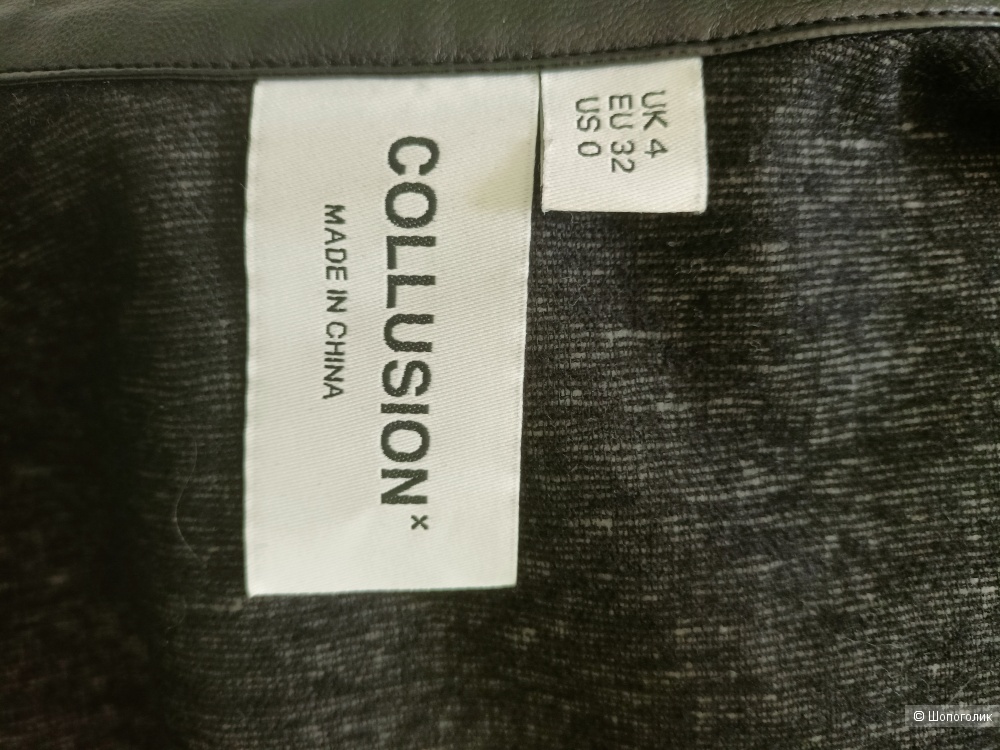 COLLUSION×
MADE IN CHINA
UK 4
EU 32
US 0
© Шопоголик